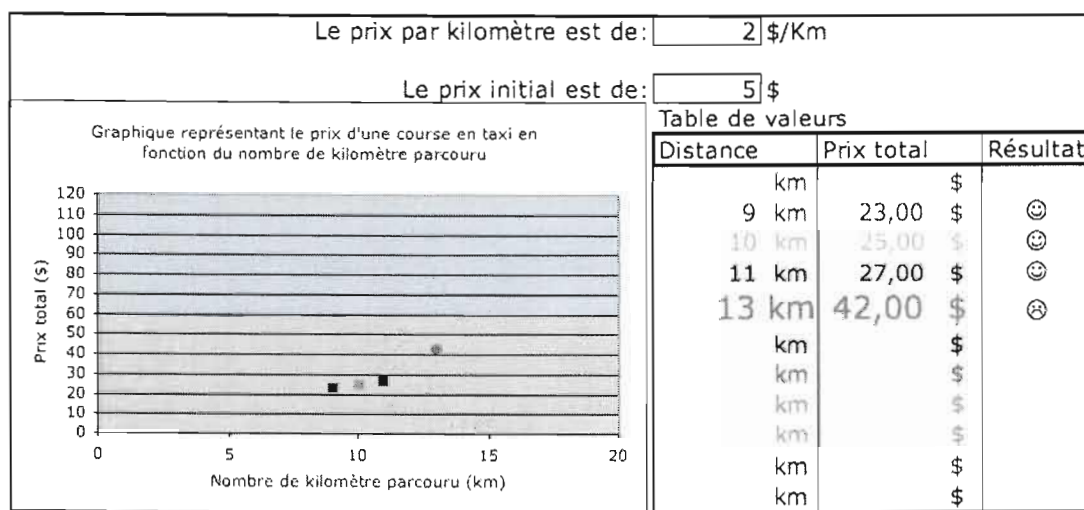 Le prix par kilomètre est de: 2 $/Km
Le prix initial est de: 5 $
Graphique représentant le prix d'une course en taxi en
fonction du nombre de kilomètre parcouru
Prix total ($)
120
110
100
90
80
70
60
50
40
30
20
10
0
0 5 10 15 20
Nombre de kilomètre parcouru (km)
Table de valeurs
Distance Prix total Résultat
km $
9 km 23,00 $ ☺
10 km 25,00 $ ☺
11 km 27,00 $ ☺
13 km 42,00 $ ☹
km $
km $
km $
km $
km $
km $